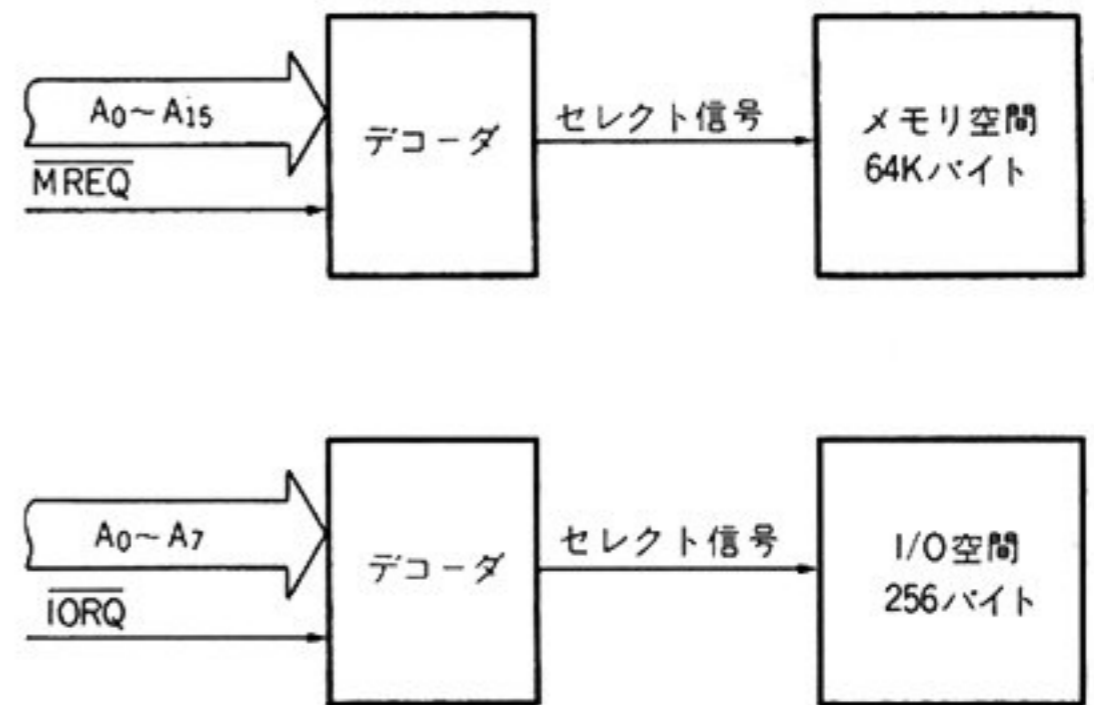 A0~A15
MREQ
デコーダ
セレクト信号
メモリ空間
64Kバイト
A0~A7
IORQ
デコーダ
セレクト信号
I/O空間
256バイト